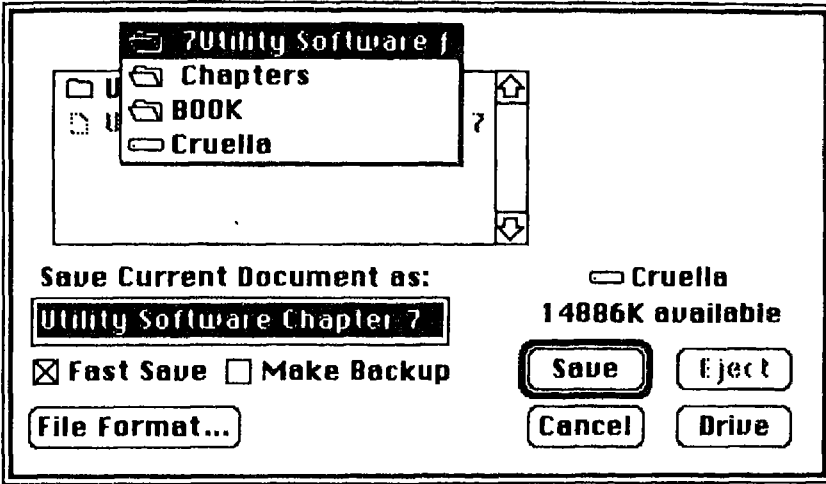 7Utility Software f
Chapters
U
BOOK
U 7
Cruella
Save Current Document as:
Cruella
Utility Software Chapter 7
14886K available
Fast Save
Make Backup
Save
Eject
File Format...
Cancel
Drive